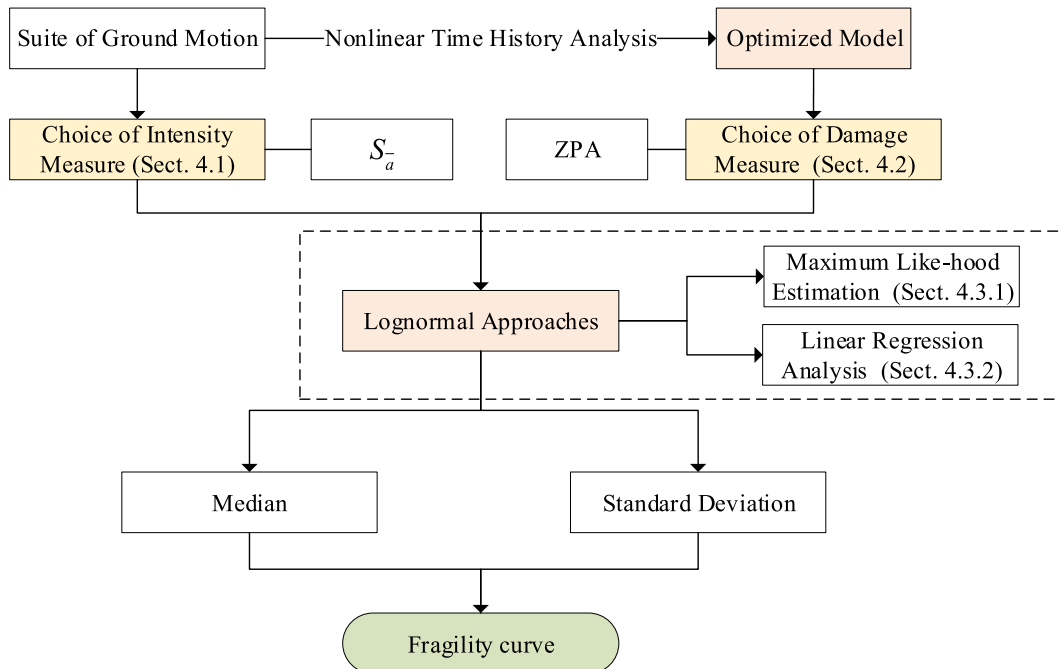 Suite of Ground Motion
Nonlinear Time History Analysis
Optimized Model
Choice of Intensity
Measure (Sect. 4.1)
S_ā
ZPA
Choice of Damage
Measure (Sect. 4.2)
Lognormal Approaches
Maximum Like-hood
Estimation (Sect. 4.3.1)
Linear Regression
Analysis (Sect. 4.3.2)
Median
Standard Deviation
Fragility curve